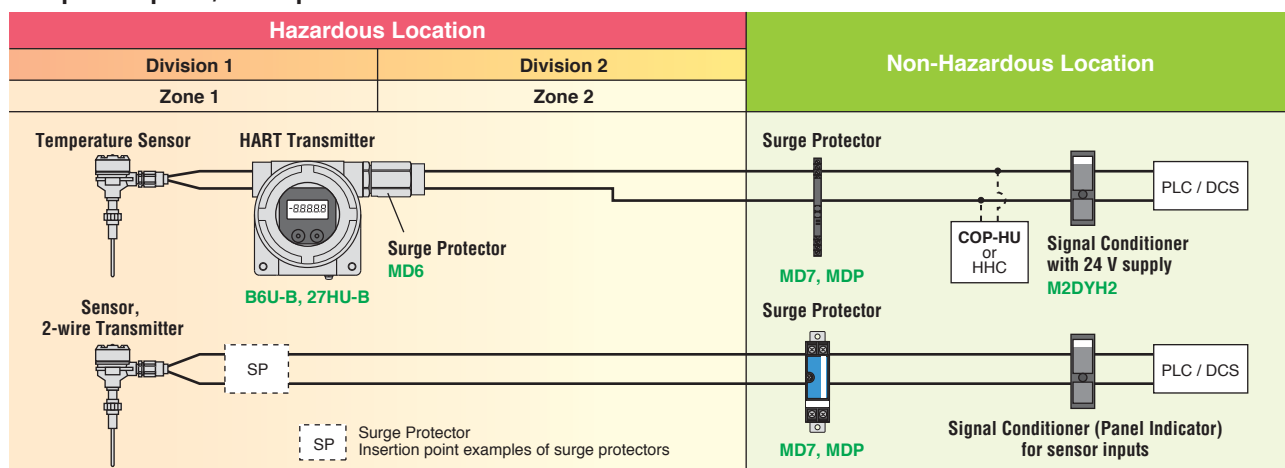 Hazardous Location
Non-Hazardous Location
Division 1
Division 2
Zone 1
Zone 2
Temperature Sensor
HART Transmitter
-88888
Surge Protector
MD6
B6U-B, 27HU-B
Surge Protector
MD7, MDP
COP-HU
or
HHC
Signal Conditioner
with 24 V supply
M2DYH2
PLC / DCS
Sensor,
2-wire Transmitter
SP
Surge Protector
MD7, MDP
PLC / DCS
Signal Conditioner (Panel Indicator)
for sensor inputs
SP
Surge Protector
Insertion point examples of surge protectors